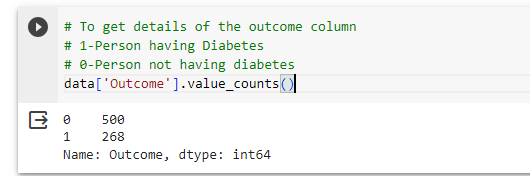 # To get details of the outcome column
# 1-Person having Diabetes
# 0-Person not having diabetes
data['Outcome'].value_counts()
0    500
1    268
Name: Outcome, dtype: int64